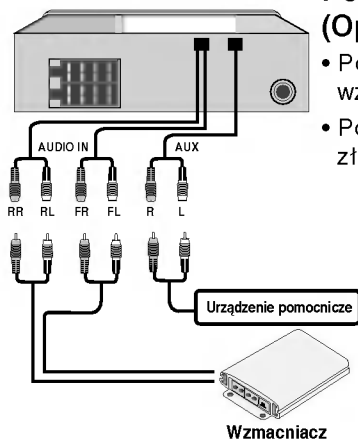 (Op
• Po
wz
• Po
zł
AUDIO IN AUX
RR RL FR FL R L
Urządzenie pomocnicze
Wzmacniacz